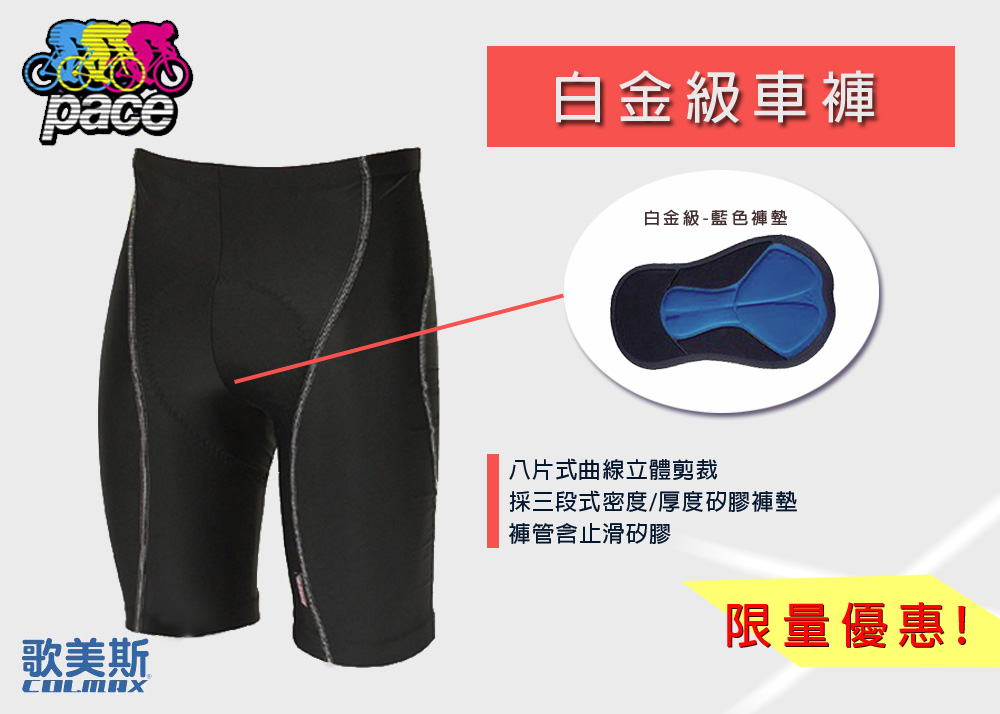 pacé
白金級車褲
白金級-藍色褲墊
八片式曲線立體剪裁
採三段式密度/厚度矽膠褲墊
褲管含止滑矽膠
限量優惠!
歌美斯
COLMAX®